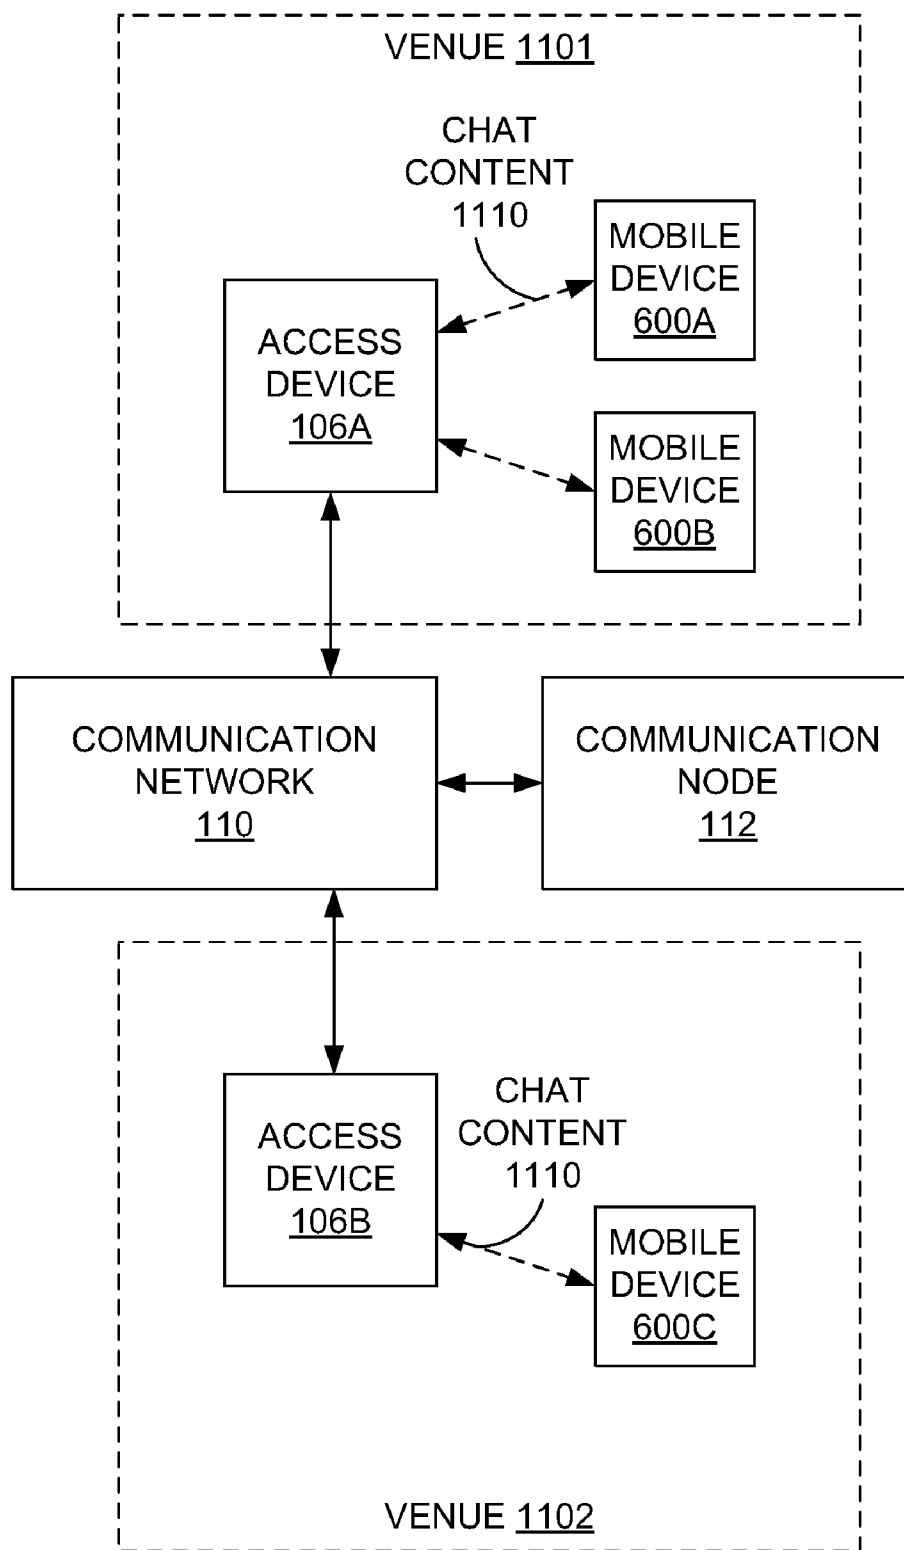 VENUE 1101
CHAT
CONTENT
1110
MOBILE
DEVICE
600A
ACCESS
DEVICE
106A
MOBILE
DEVICE
600B
COMMUNICATION
NETWORK
110
COMMUNICATION
NODE
112
ACCESS
DEVICE
106B
CHAT
CONTENT
1110
MOBILE
DEVICE
600C
VENUE 1102